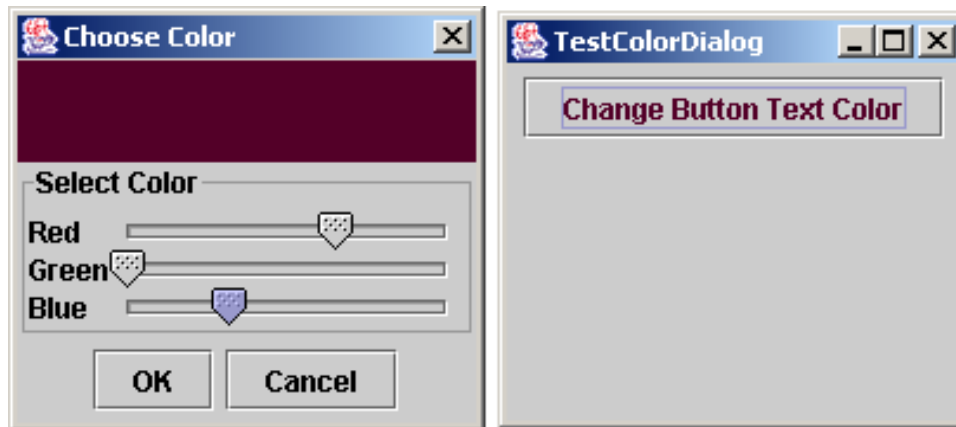 Choose Color
Select Color
Red
Green
Blue
OK Cancel
TestColorDialog
Change Button Text Color